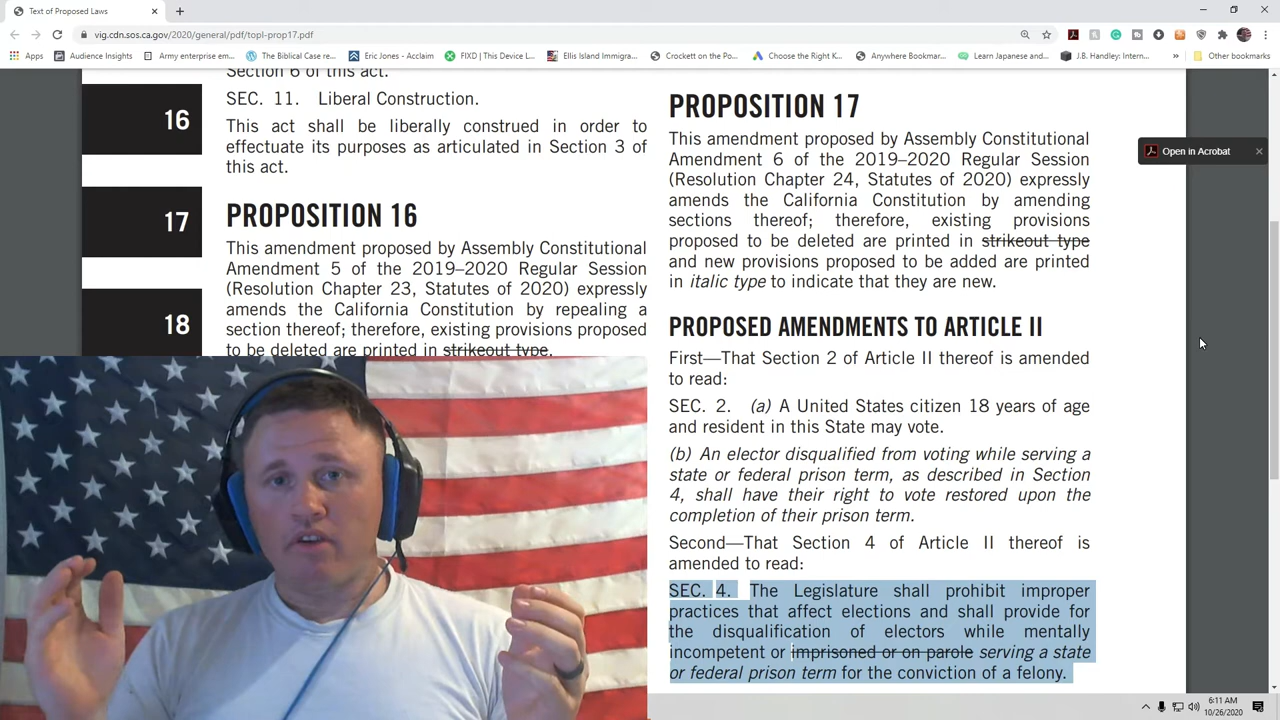 Text of Proposed Laws
vig.cdn.sos.ca.gov/2020/general/pdf/topl-prop17.pdf
Apps
Audience Insights
Army enterprise emf...
The Biblical Case re...
Eric Jones - Acclaim
FIXD | This Device L...
Ellis Island Immigra...
Crockett on the Po...
Choose the Right K...
Anywhere Bookmar...
Learn Japanese and...
J.B. Handley: Intern...
Other bookmarks
Section 6 of this act.
SEC. 11. Liberal Construction.
This act shall be liberally construed in order to
effectuate its purposes as articulated in Section 3 of
this act.
16
17
18
PROPOSITION 16
This amendment proposed by Assembly Constitutional
Amendment 5 of the 2019–2020 Regular Session
(Resolution Chapter 23, Statutes of 2020) expressly
amends the California Constitution by repealing a
section thereof; therefore, existing provisions proposed
to be deleted are printed in strikeout type.
PROPOSITION 17
This amendment proposed by Assembly Constitutional
Amendment 6 of the 2019–2020 Regular Session
(Resolution Chapter 24, Statutes of 2020) expressly
amends the California Constitution by amending
sections thereof; therefore, existing provisions
proposed to be deleted are printed in strikeout type
and new provisions proposed to be added are printed
in italic type to indicate that they are new.
PROPOSED AMENDMENTS TO ARTICLE II
First—That Section 2 of Article II thereof is amended
to read:
SEC. 2. (a) A United States citizen 18 years of age
and resident in this State may vote.
(b) An elector disqualified from voting while serving a
state or federal prison term, as described in Section
4, shall have their right to vote restored upon the
completion of their prison term.
Second—That Section 4 of Article II thereof is
amended to read:
SEC. 4. The Legislature shall prohibit improper
practices that affect elections and shall provide for
the disqualification of electors while mentally
incompetent or imprisoned or on parole serving a state
or federal prison term for the conviction of a felony.
Open in Acrobat
6:11 AM
10/26/2020